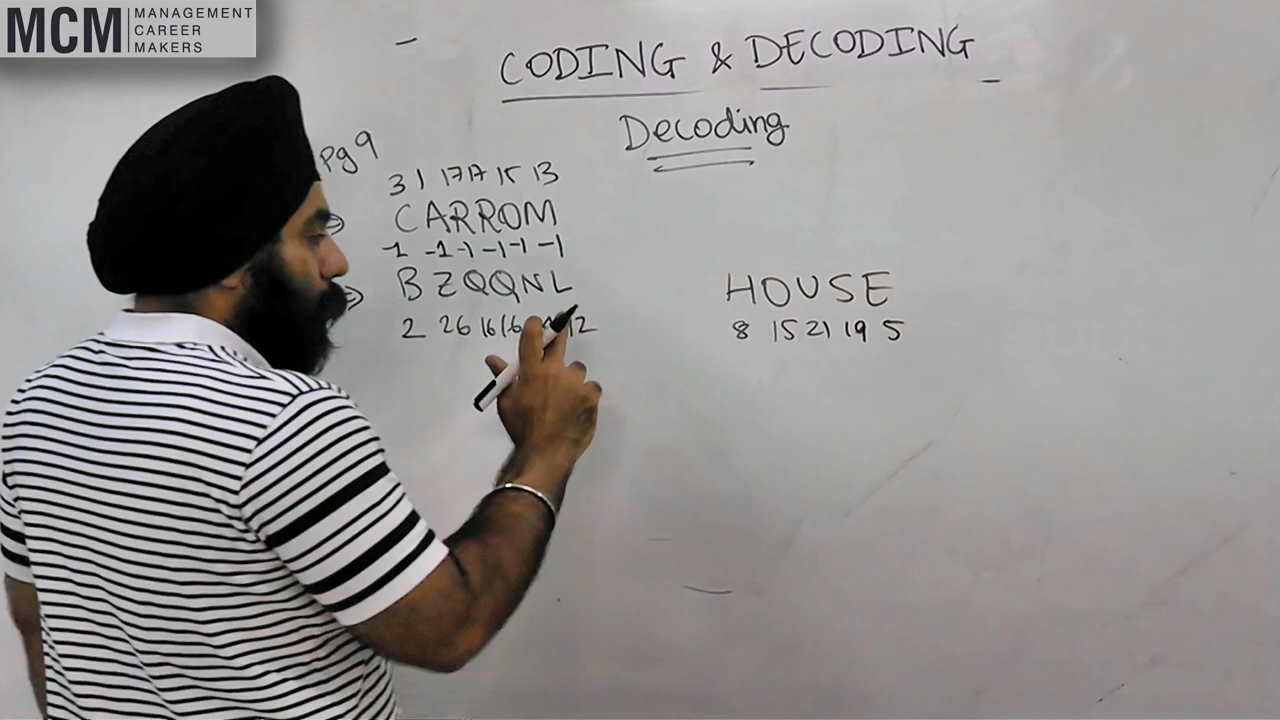 MCM
MANAGEMENT
CAREER
MAKERS
CODING & DECODING
Decoding
Pg 9
3 1 17 17 15 13
CARROM
-1 -1 -1 -1 -1 -1
BZQQNL
2 26 16 16 12
HOUSE
8 15 21 19 5